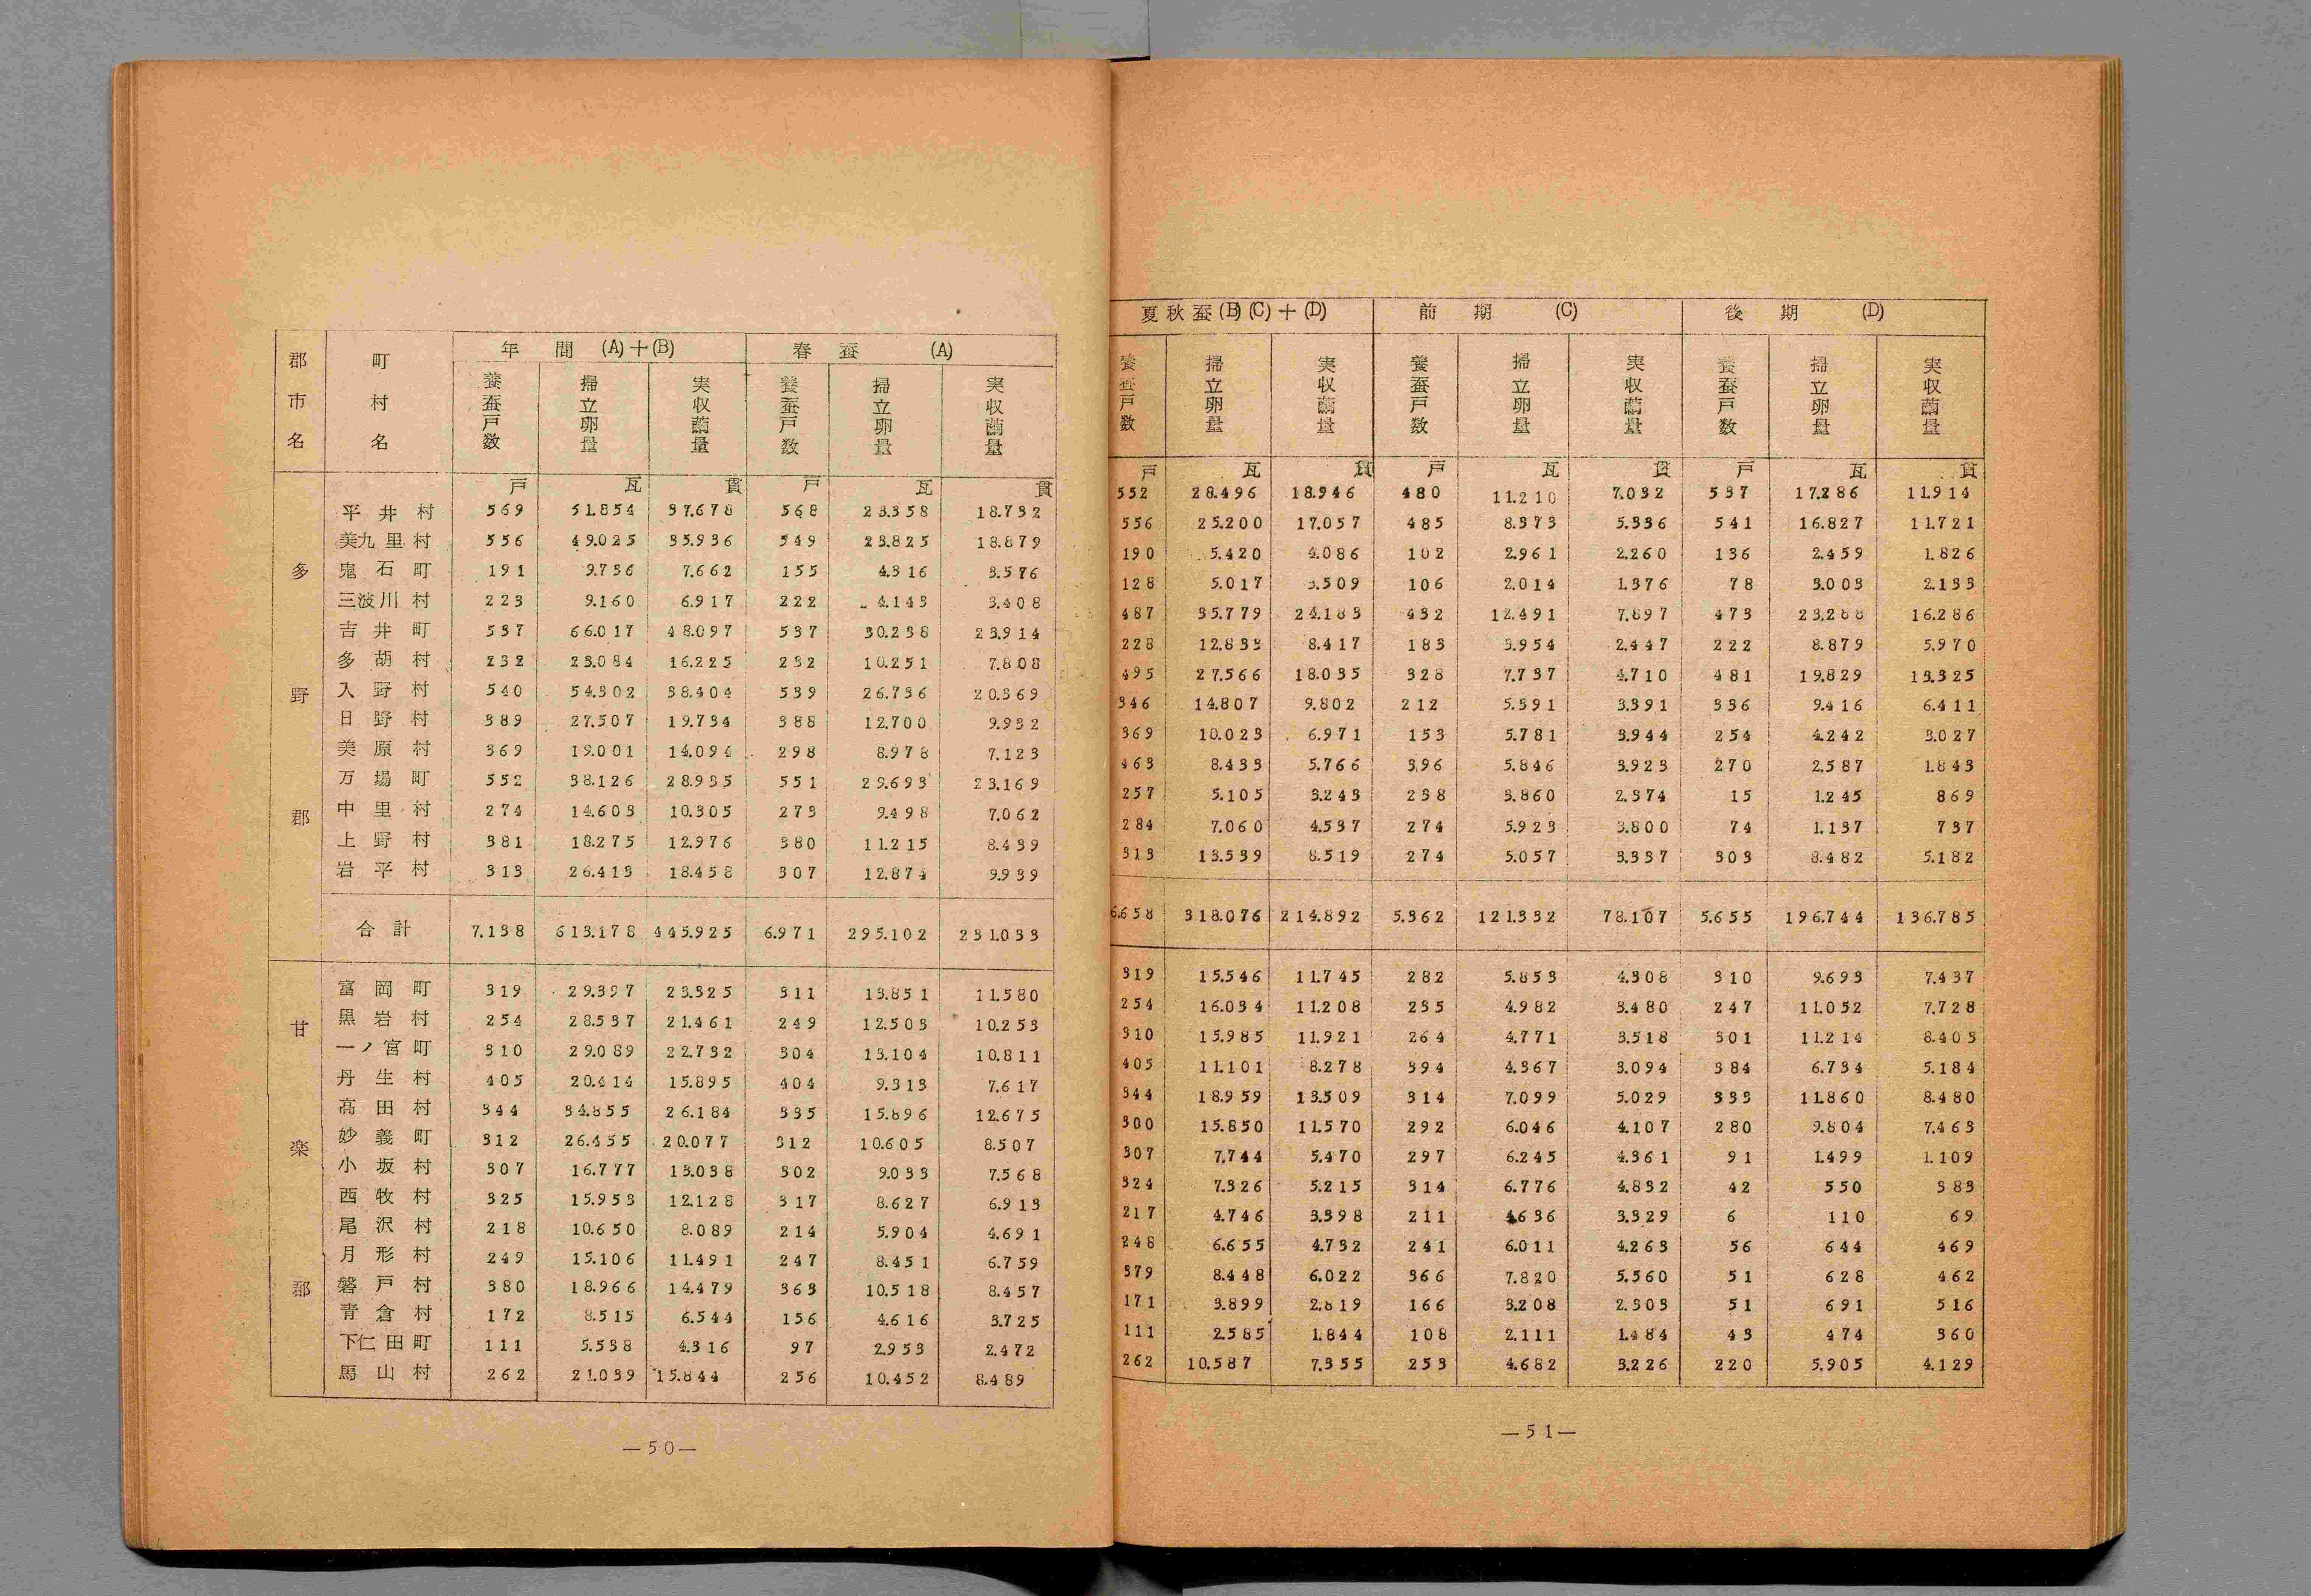 郡市名 町村名 年間 (A)+(B) 春蚕 (A)
養蚕戸数 掃立卵量 実収繭量 養蚕戸数 掃立卵量 実収繭量
戸 瓦 貫 戸 瓦 貫
多野郡
平井村 569 51.854 37.678 568 23.358 18.732
美九里村 556 49.025 35.936 549 23.825 18.879
鬼石町 191 9.736 7.662 155 4.316 3.576
三波川村 223 9.160 6.917 222 4.143 3.408
吉井町 537 66.017 48.097 537 30.238 23.914
多胡村 232 23.084 16.225 232 10.251 7.808
入野村 540 54.302 38.404 539 26.736 20.369
日野村 389 27.507 19.734 388 12.700 9.932
美原村 369 19.001 14.094 298 8.978 7.123
万場町 552 38.126 28.935 551 29.693 23.169
中里村 274 14.603 10.305 273 9.498 7.062
上野村 381 18.275 12.976 380 11.215 8.439
岩平村 313 26.413 18.458 307 12.874 9.939
合計 7.138 613.178 445.925 6.971 295.102 231.033
甘楽郡
富岡町 319 29.397 23.325 311 13.851 11.580
黒岩村 254 28.537 21.461 249 12.503 10.253
一ノ宮町 310 29.089 22.732 304 13.104 10.811
丹生村 405 20.414 15.895 404 9.313 7.617
高田村 344 34.855 26.184 335 15.896 12.675
妙義町 312 26.455 20.077 312 10.605 8.507
小坂村 307 16.777 13.038 302 9.033 7.568
西牧村 325 15.953 12.128 317 8.627 6.913
尾沢村 218 10.650 8.089 214 5.904 4.691
月形村 249 15.106 11.491 247 8.451 6.759
磐戸村 380 18.966 14.479 363 10.518 8.457
青倉村 172 8.515 6.544 156 4.616 3.725
下仁田町 111 5.538 4.316 97 2.953 2.472
馬山村 262 21.039 15.844 256 10.452 8.489
—50—
夏秋蚕(B)(C)+(D) 前期 (C) 後期 (D)
養蚕戸数 掃立卵量 実収繭量 養蚕戸数 掃立卵量 実収繭量 養蚕戸数 掃立卵量 実収繭量
戸 瓦 貫 戸 瓦 貫 戸 瓦 貫
552 28.496 18.946 480 11.210 7.032 537 17.286 11.914
556 25.200 17.057 485 8.373 5.336 541 16.827 11.721
190 5.420 4.086 102 2.961 2.260 136 2.459 1.826
128 5.017 3.509 106 2.014 1.376 78 3.003 2.133
487 35.779 24.183 432 12.491 7.897 473 23.288 16.286
228 12.833 8.417 183 3.954 2.447 222 8.879 5.970
495 27.566 18.035 328 7.737 4.710 481 19.829 13.325
346 14.807 9.802 212 5.391 3.391 336 9.416 6.411
369 10.023 6.971 153 5.781 3.944 254 4.242 3.027
463 8.433 5.766 396 5.846 3.923 270 2.587 1.843
257 5.105 3.243 238 3.860 2.374 15 1.245 869
284 7.060 4.537 274 5.923 3.800 74 1.137 737
313 13.539 8.519 274 5.057 3.337 303 8.482 5.182
6.658 318.076 214.892 5.362 121.332 78.107 5.655 196.744 136.785
319 15.546 11.745 282 5.853 4.308 310 9.693 7.437
254 16.034 11.208 235 4.982 3.480 247 11.052 7.728
310 15.985 11.921 264 4.771 3.518 301 11.214 8.403
405 11.101 8.278 394 4.367 3.094 384 6.734 5.184
344 18.959 13.509 314 7.099 5.029 333 11.860 8.480
300 15.850 11.570 292 6.046 4.107 280 9.804 7.463
307 7.744 5.470 297 6.245 4.361 91 1.499 1.109
324 7.326 5.215 314 6.776 4.832 42 550 383
217 4.746 3.398 211 4.636 3.329 6 110 69
248 6.655 4.732 241 6.011 4.263 56 644 469
379 8.448 6.022 366 7.820 5.560 51 628 462
171 3.899 2.819 166 3.208 2.303 51 691 516
111 2.585 1.844 108 2.111 1.484 43 474 360
262 10.587 7.355 253 4.682 3.226 220 5.905 4.129
—51—